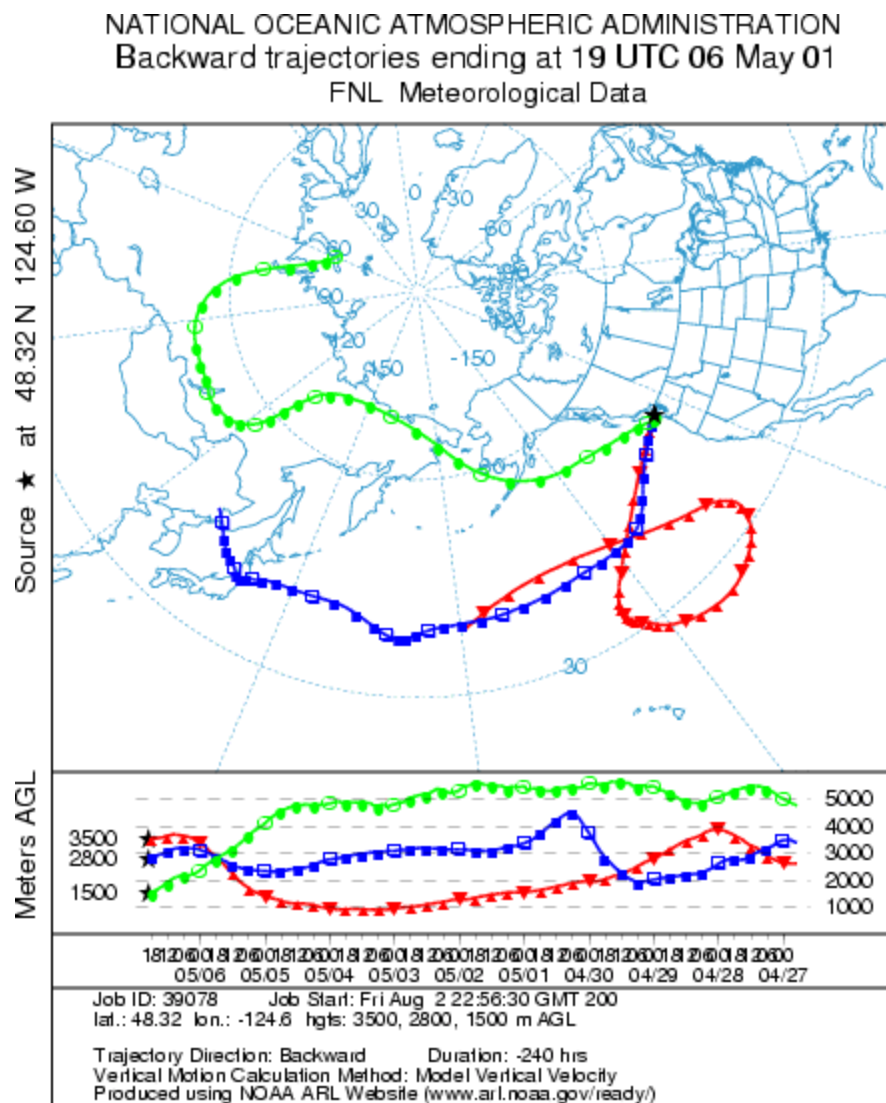 NATIONAL OCEANIC ATMOSPHERIC ADMINISTRATION
Backward trajectories ending at 19 UTC 06 May 01
FNL Meteorological Data
Source ★ at 48.32 N 124.60 W
0
30
-30
60
-60
90
120
-120
150
-150
60
30
Meters AGL
3500
2800
1500
5000
4000
3000
2000
1000
05/06 05/05 05/04 05/03 05/02 05/01 04/30 04/29 04/28 04/27
Job ID: 39078 Job Start: Fri Aug 2 22:56:30 GMT 200
lat.: 48.32 lon.: -124.6 hgts: 3500, 2800, 1500 m AGL
Trajectory Direction: Backward Duration: -240 hrs
Vertical Motion Calculation Method: Model Vertical Velocity
Produced using NOAA ARL Website (www.arl.noaa.gov/ready/)